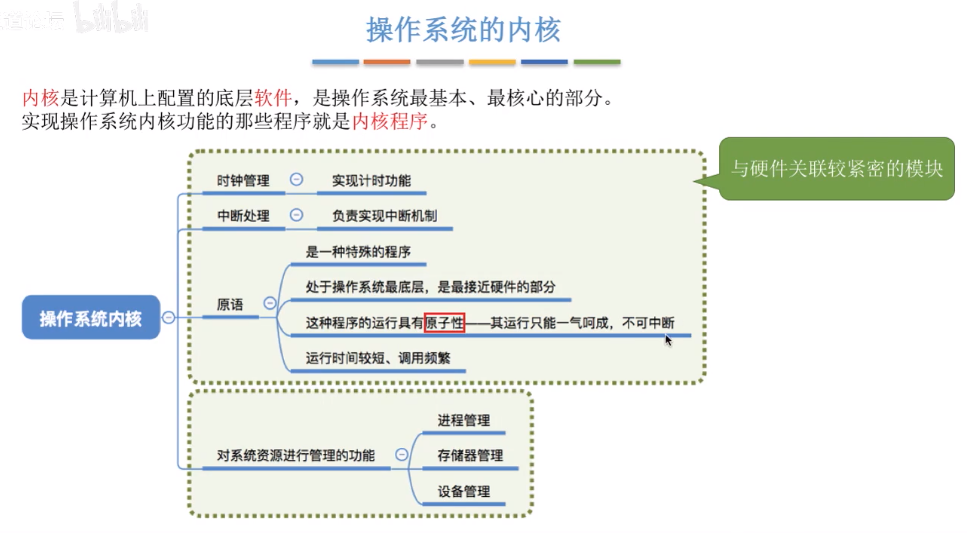 bilibili
操作系统的内核
内核是计算机上配置的底层软件，是操作系统最基本、最核心的部分。
实现操作系统内核功能的那些程序就是内核程序。
与硬件关联较紧密的模块
时钟管理
实现计时功能
中断处理
负责实现中断机制
是一种特殊的程序
处于操作系统最底层，是最接近硬件的部分
原语
这种程序的运行具有原子性——其运行只能一气呵成，不可中断
运行时间较短、调用频繁
操作系统内核
进程管理
对系统资源进行管理的功能
存储器管理
设备管理